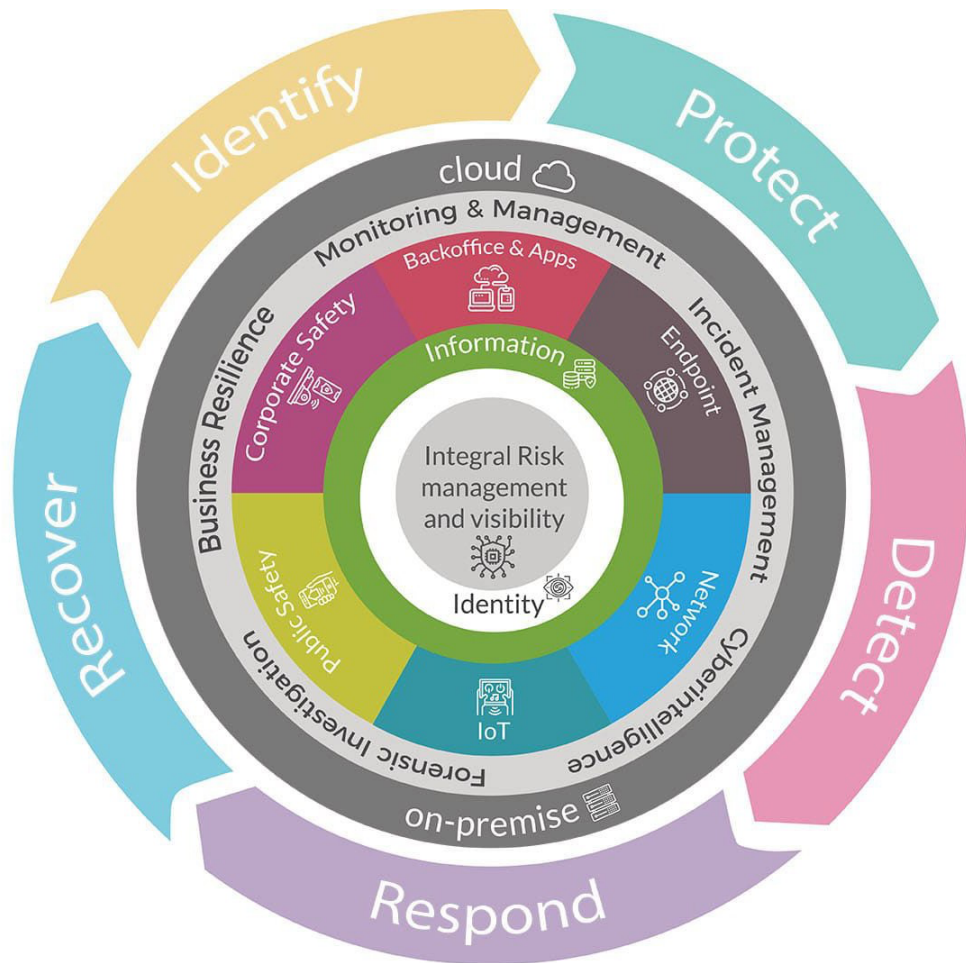 Identify
Protect
Detect
Respond
Recover
cloud
on-premise
Monitoring & Management
Incident Management
Cyberintelligence
Forensic Investigation
Business Resilience
Backoffice & Apps
Endpoint
Network
IoT
Public Safety
Corporate Safety
Information
Identity
Integral Risk
management
and visibility